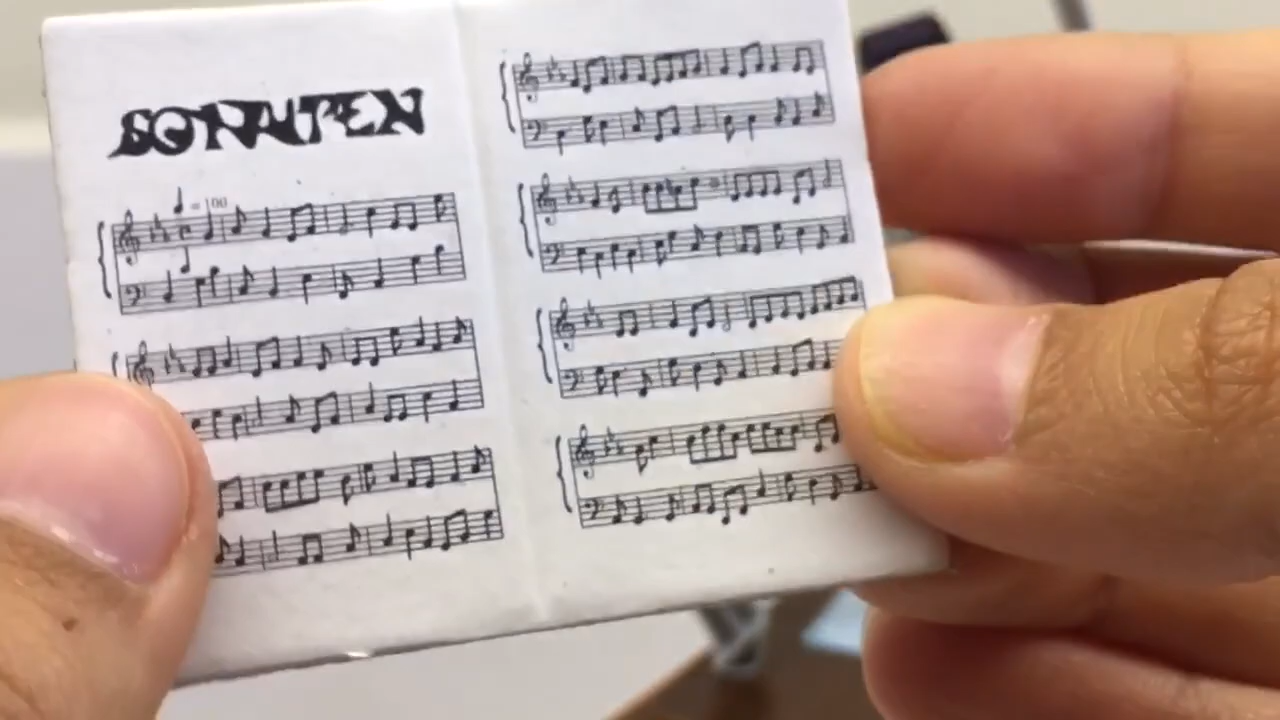 SONATEN
♩ = 100